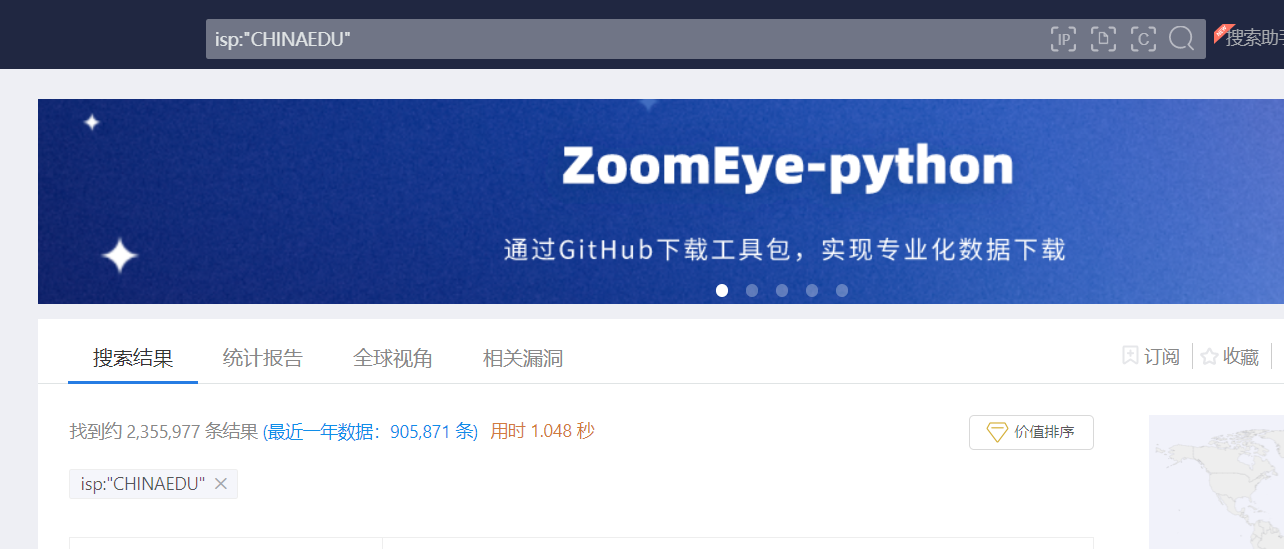 isp:"CHINAEDU"
IP
C
搜索助
ZoomEye-python
通过GitHub下载工具包，实现专业化数据下载
搜索结果 统计报告 全球视角 相关漏洞
订阅 收藏
找到约 2,355,977 条结果 (最近一年数据：905,871 条) 用时 1.048 秒
价值排序
isp:"CHINAEDU"